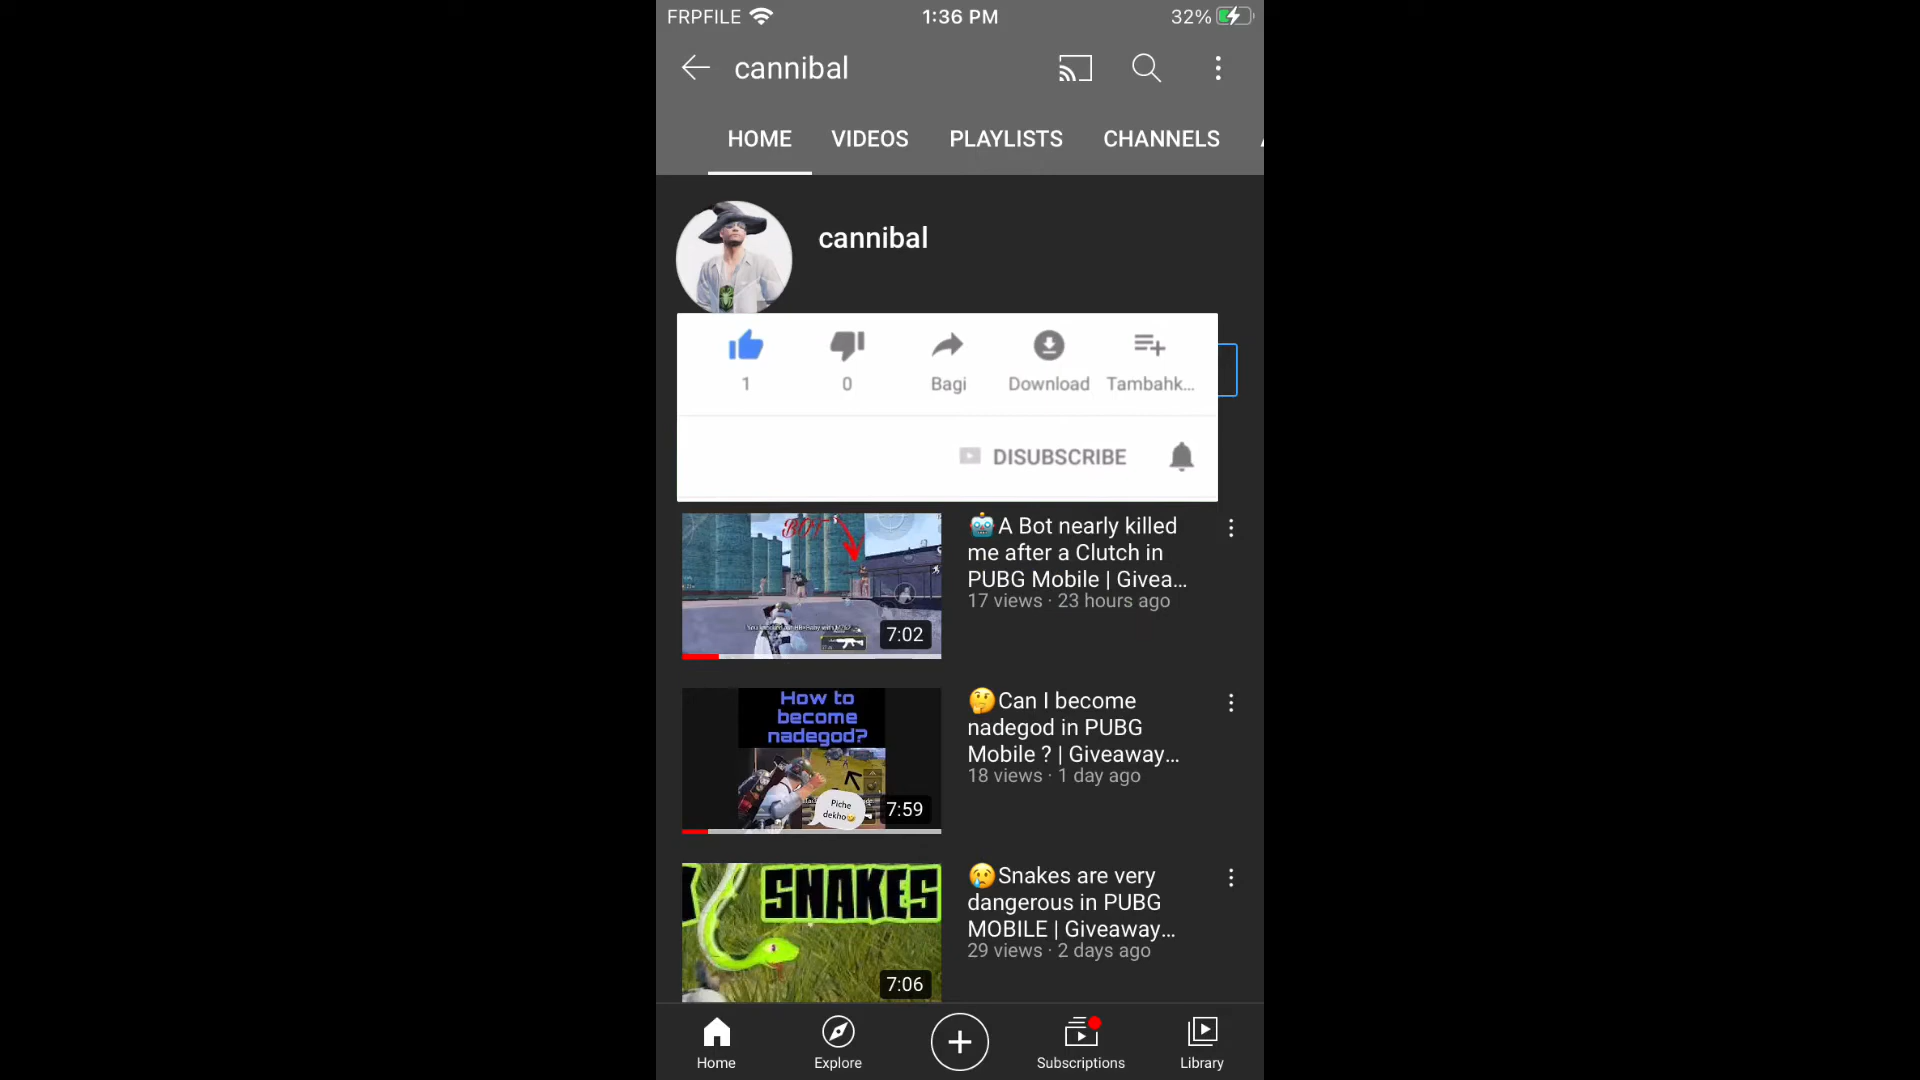 FRPFILE 1:36 PM 32%
cannibal
HOME VIDEOS PLAYLISTS CHANNELS
cannibal
1 0 Bagi Download Tambahk...
DISUBSCRIBE
BOT
7:02
🤖A Bot nearly killed
me after a Clutch in
PUBG Mobile | Givea...
17 views · 23 hours ago
How to
become
nadegod?
Piche
dekho🤣
7:59
🤔Can I become
nadegod in PUBG
Mobile ? | Giveaway...
18 views · 1 day ago
SNAKES
7:06
😢Snakes are very
dangerous in PUBG
MOBILE | Giveaway...
29 views · 2 days ago
Home Explore Subscriptions Library